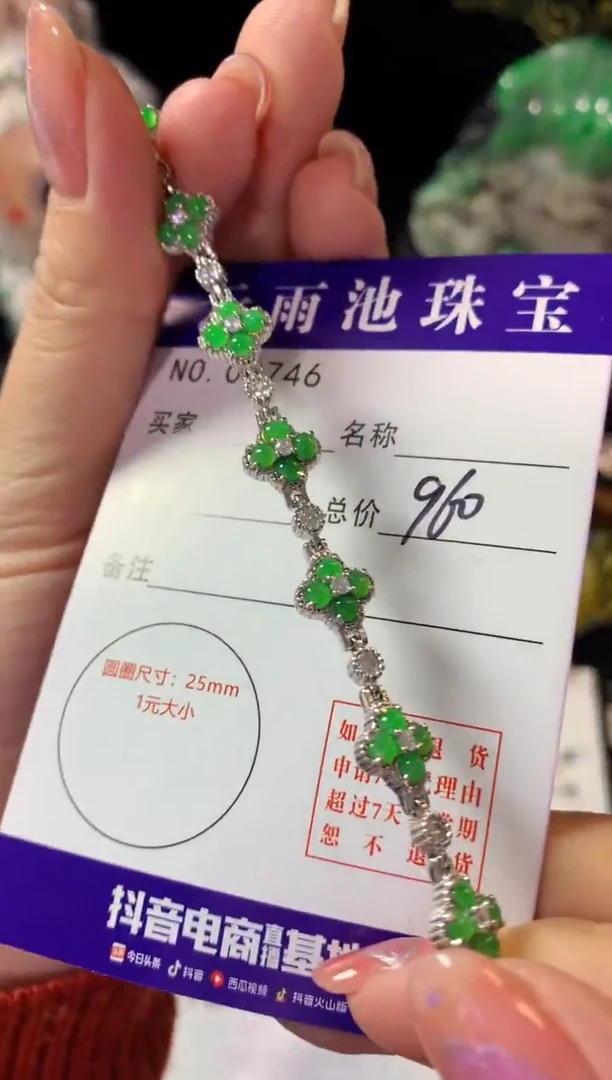 雨池珠宝
NO. 0 746
买家
名称
总价 960
备注
圆圈尺寸：25mm
1元大小
如 退货
申请7 理由
超过7天 期
恕不退 货
抖音电商直播基地
今日头条 抖音 西瓜视频 抖音火山版